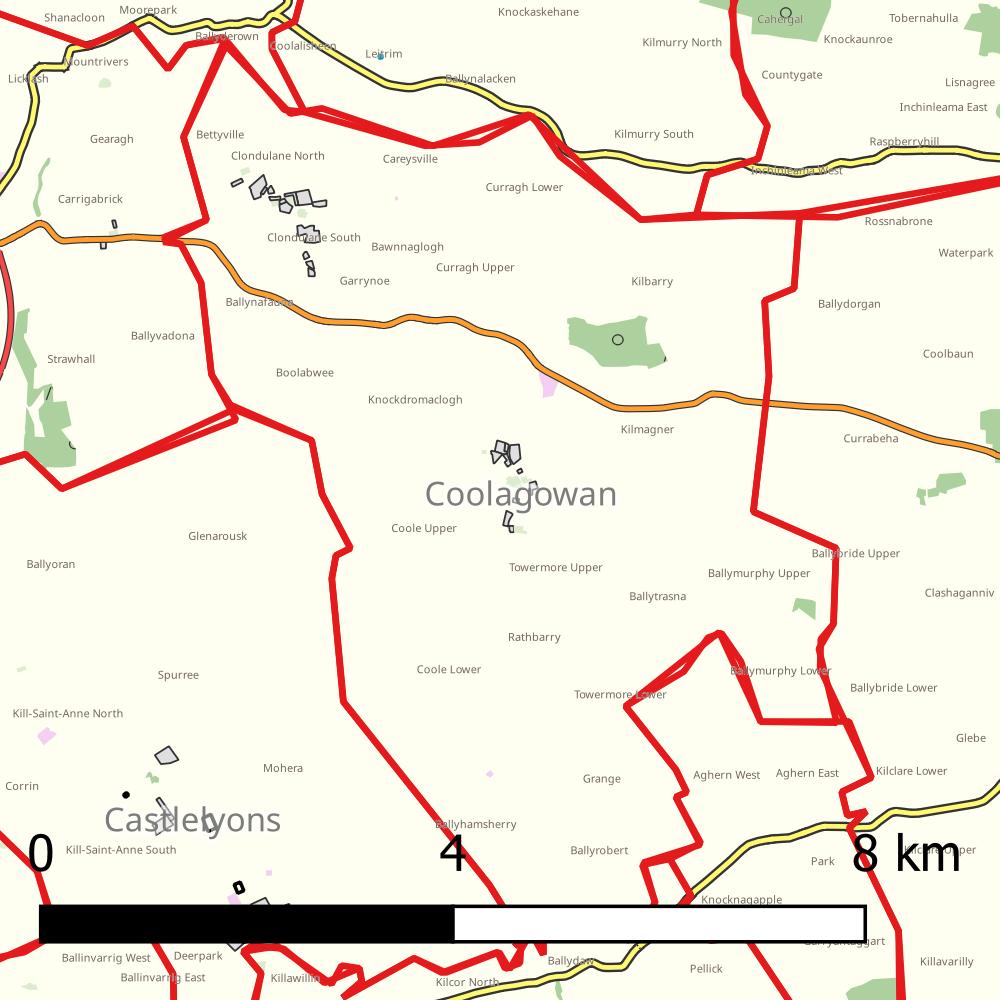 Shanacloon
Moorepark
Knockaskehane
Cahergal
Tobernahulla
Ballyderown
Coolalisheen
Kilmurry North
Knockaunroe
Mountrivers
Leitrim
Licklash
Ballynalacken
Countygate
Lisnagree
Inchinleama East
Gearagh
Bettyville
Kilmurry South
Raspberryhill
Clondulane North
Careysville
Inchinleama West
Carrigabrick
Curragh Lower
Rossnabrone
Clondulane South
Bawnnaglogh
Waterpark
Curragh Upper
Garrynoe
Kilbarry
Ballynafauna
Ballydorgan
Ballyvadona
Strawhall
Coolbaun
Boolabwee
Knockdromaclogh
Kilmagner
Currabeha
Coolagowan
Glenarousk
Coole Upper
Ballybride Upper
Ballyoran
Towermore Upper
Ballymurphy Upper
Clashaganniv
Ballytrasna
Rathbarry
Spurree
Coole Lower
Ballymurphy Lower
Ballybride Lower
Towermore Lower
Kill-Saint-Anne North
Glebe
Mohera
Corrin
Grange
Aghern West
Aghern East
Kilclare Lower
Castlelyons
Ballyhamsherry
Kill-Saint-Anne South
Ballyrobert
Park
Kilclare Upper
0
4
8 km
Knocknagapple
Garryantaggart
Ballinvarrig West
Deerpark
Ballydaw
Pellick
Killavarilly
Ballinvarrig East
Killawillin
Kilcor North